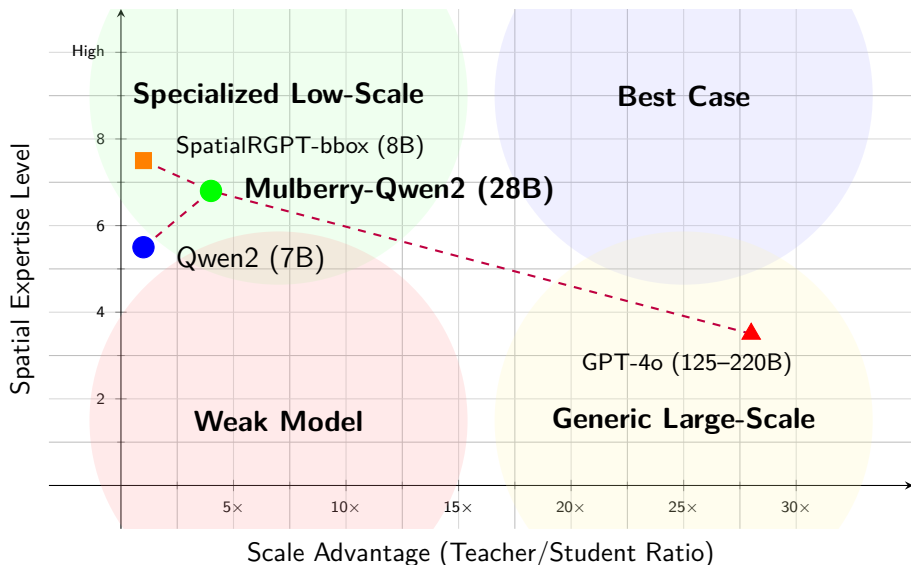 High
Specialized Low-Scale
Best Case
8
SpatialRGPT-bbox (8B)
Mulberry-Qwen2 (28B)
6
Qwen2 (7B)
4
GPT-4o (125–220B)
2
Weak Model
Generic Large-Scale
5×
10×
15×
20×
25×
30×
Spatial Expertise Level
Scale Advantage (Teacher/Student Ratio)